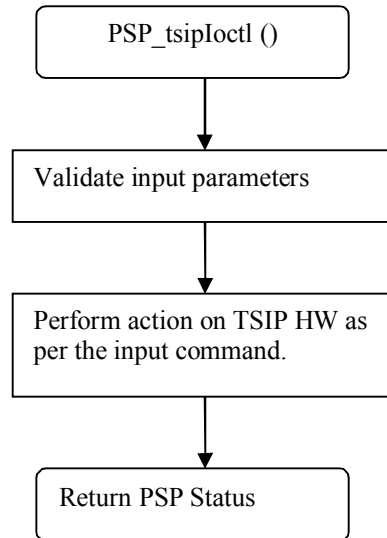 PSP_tsipIoctl ()
Validate input parameters
Perform action on TSIP HW as
per the input command.
Return PSP Status